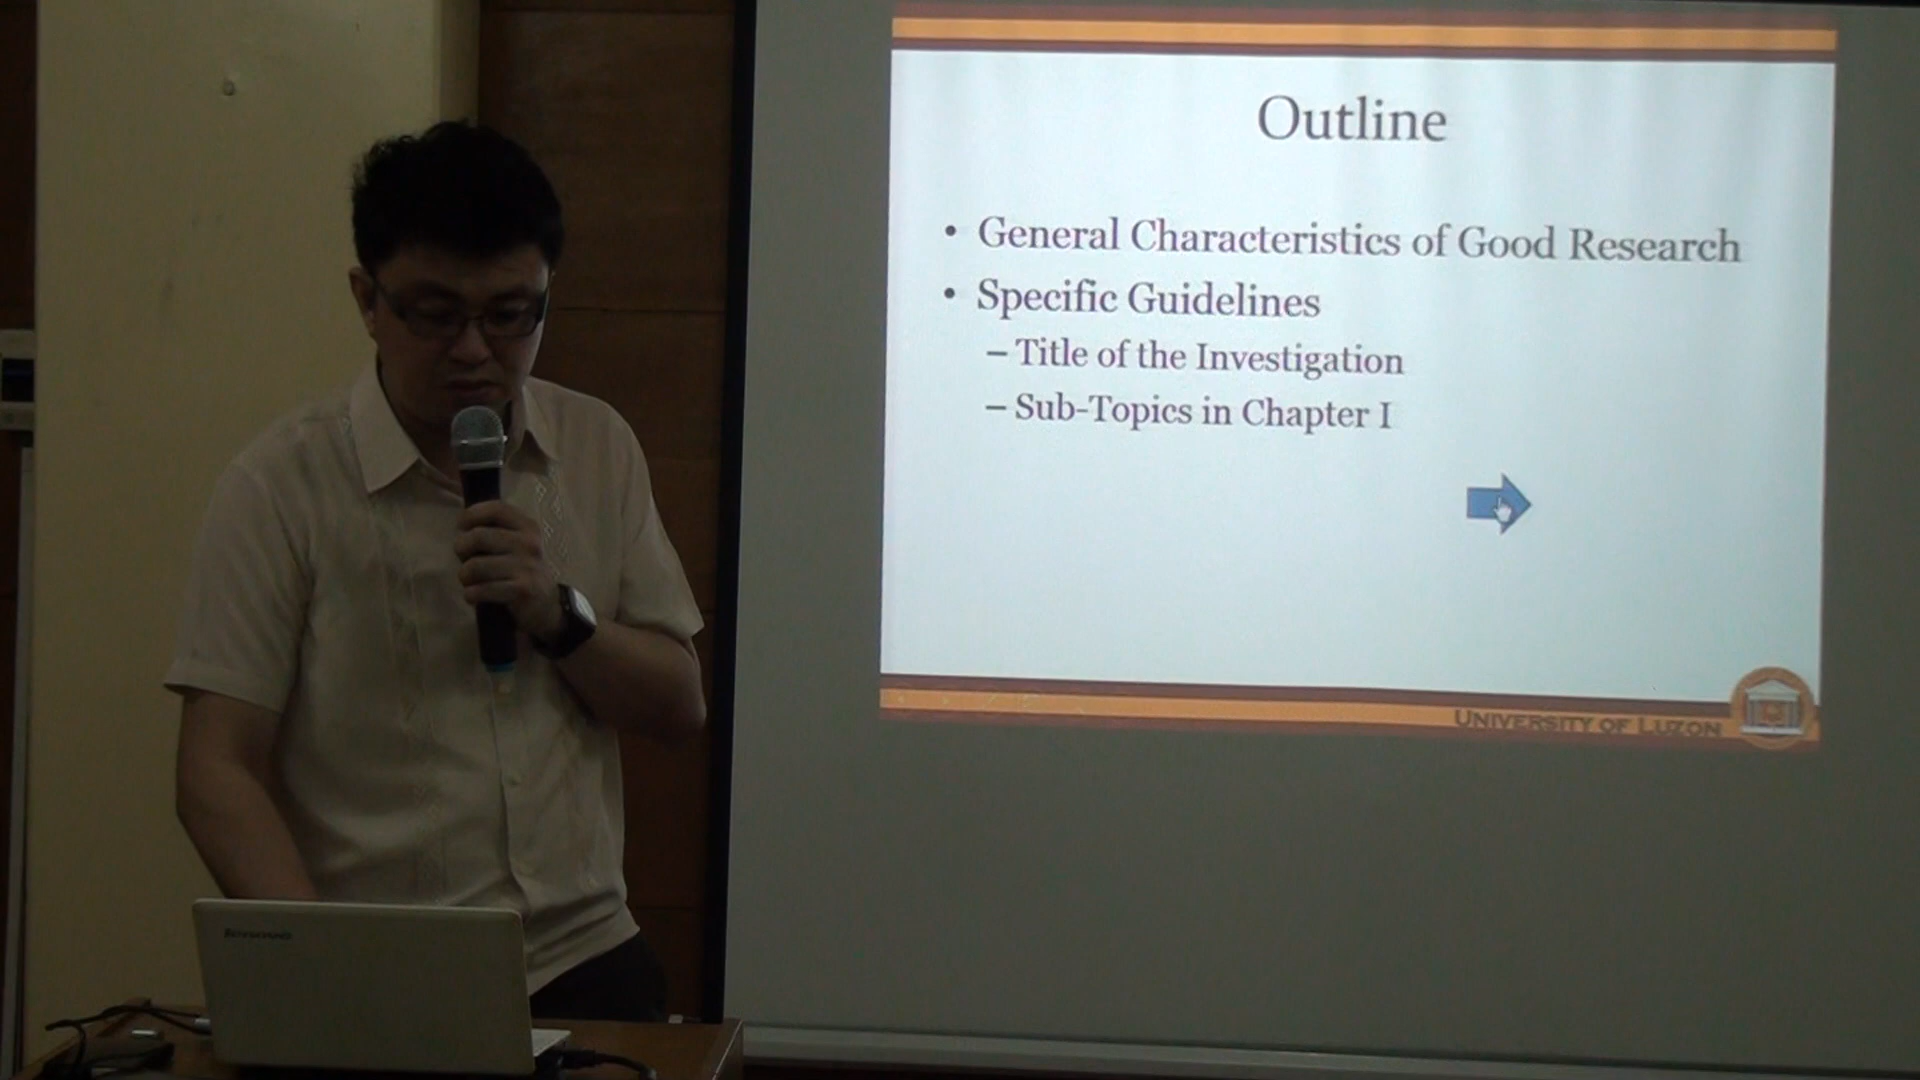 Outline
• General Characteristics of Good Research
• Specific Guidelines
– Title of the Investigation
– Sub-Topics in Chapter I
UNIVERSITY OF LUZON
lenovo